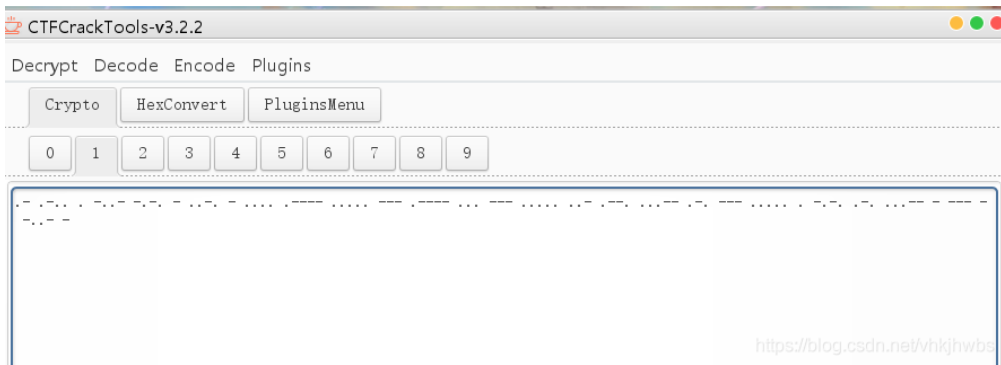 CTFCrackTools-v3.2.2
Decrypt Decode Encode Plugins
Crypto HexConvert PluginsMenu
0 1 2 3 4 5 6 7 8 9
.- .-.. . -..- -.-. - ..-. - .... .---- ..... --- .---- ... --- ..... ..- .--. ...-- .-. --- ..... . -.-. .-. ...-- - --- -
-..- -
https://blog.csdn.net/vhkjhwbs